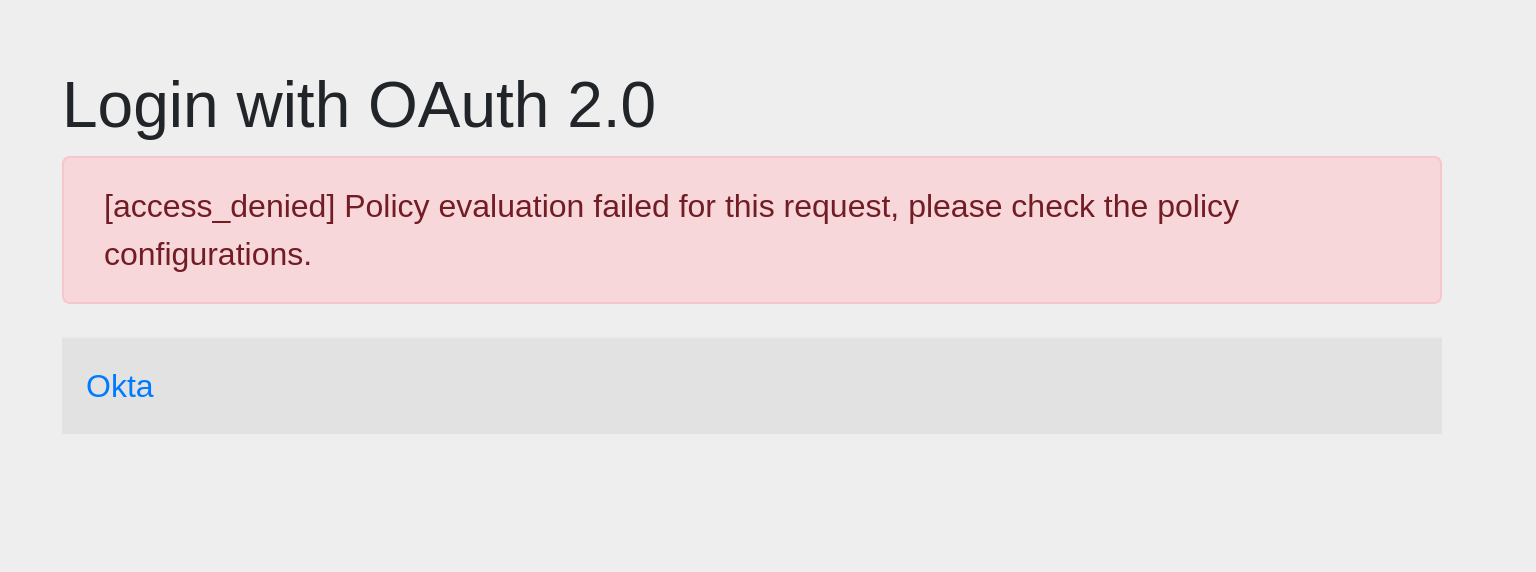 Login with OAuth 2.0
[access_denied] Policy evaluation failed for this request, please check the policy
configurations.
Okta